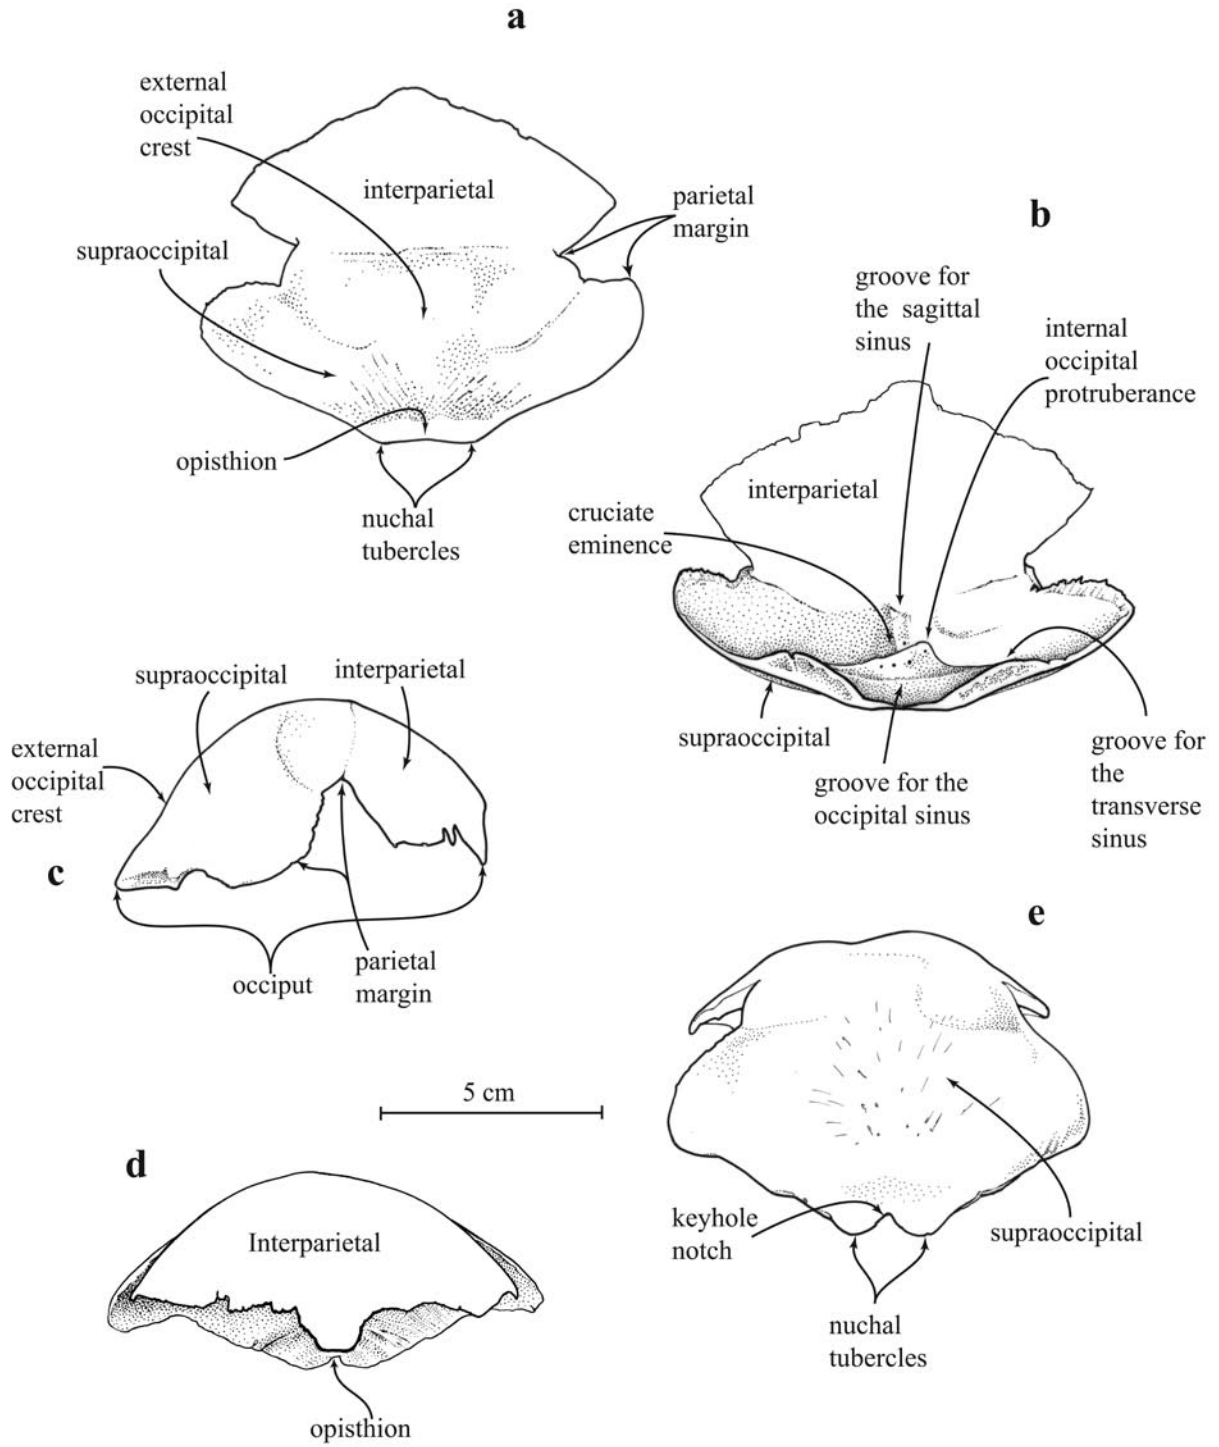 a
external
occipital
crest
interparietal
parietal
margin
supraoccipital
opisthion
nuchal
tubercles
b
groove for
the sagittal
sinus
internal
occipital
protruberance
interparietal
cruciate
eminence
supraoccipital
groove for the
occipital sinus
groove for
the
transverse
sinus
supraoccipital
interparietal
external
occipital
crest
c
occiput
parietal
margin
5 cm
d
Interparietal
opisthion
e
keyhole
notch
supraoccipital
nuchal
tubercles